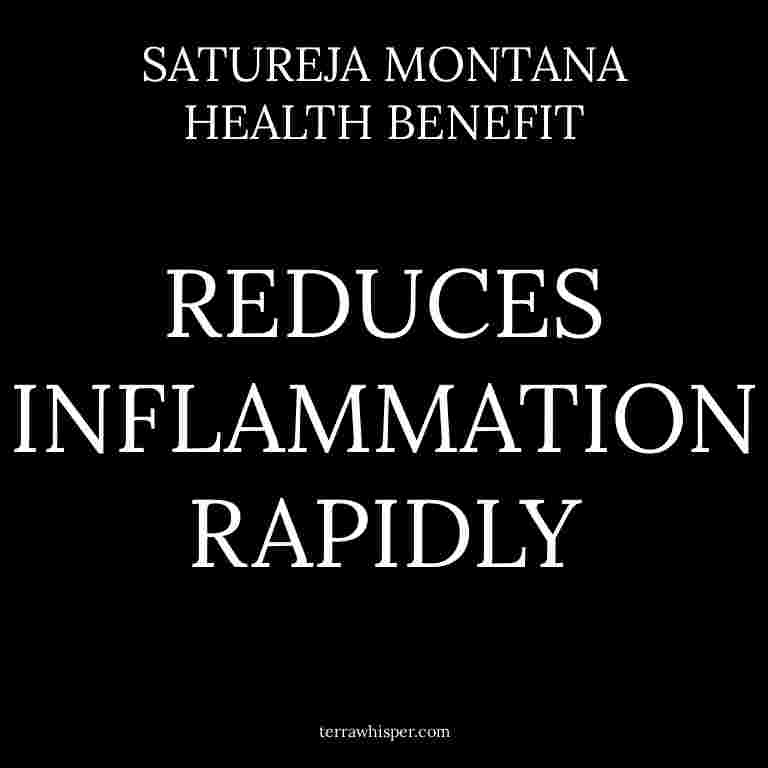 SATUREJA MONTANA
HEALTH BENEFIT
REDUCES
INFLAMMATION
RAPIDLY
terrawhisper.com